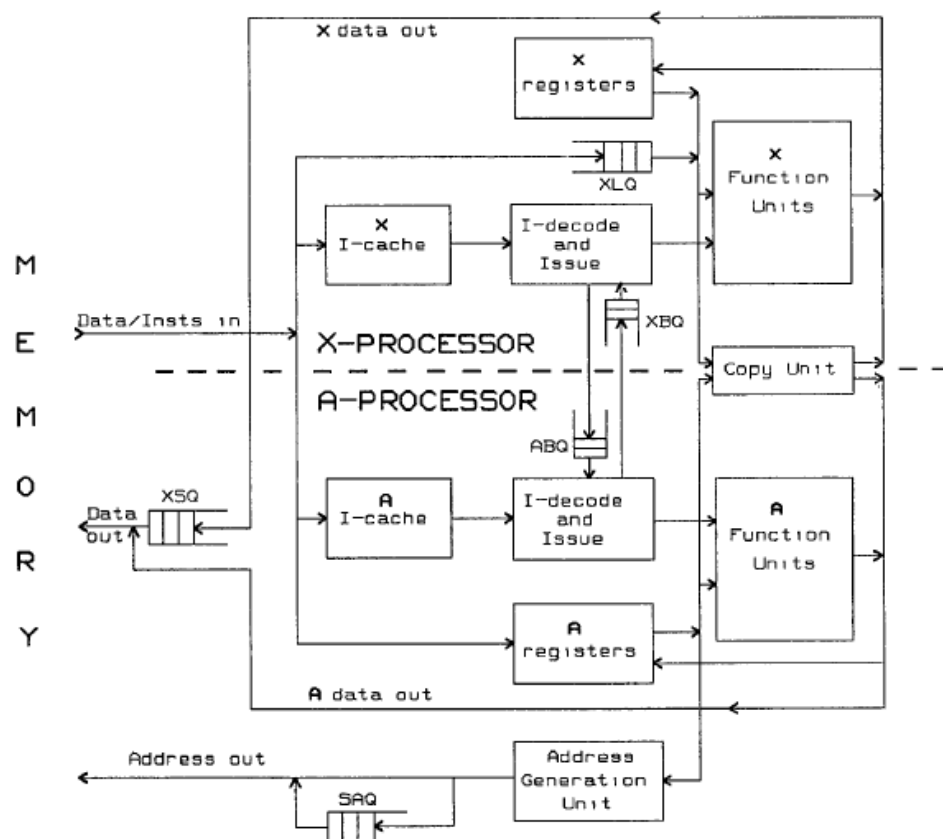 X data out
X
registers
XLQ
X
Function
Units
X
I-cache
I-decode
and
Issue
XBQ
Data/Insts in
X-PROCESSOR
Copy Unit
A-PROCESSOR
ABQ
MEMORY
XSQ
Data
out
A
I-cache
I-decode
and
Issue
A
Function
Units
A
registers
A data out
Address out
Address
Generation
Unit
SAQ